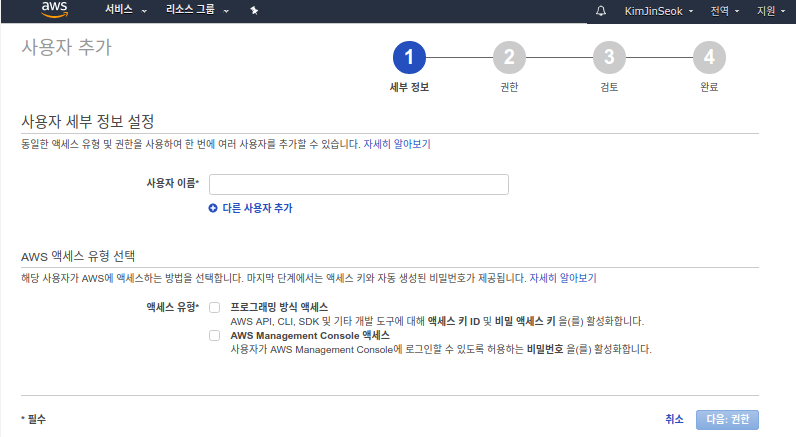 aws 서비스 리소스 그룹 KimJinSeok 전역 지원
사용자 추가
1 2 3 4
세부 정보 권한 검토 완료
사용자 세부 정보 설정
동일한 액세스 유형 및 권한을 사용하여 한 번에 여러 사용자를 추가할 수 있습니다. 자세히 알아보기
사용자 이름*
다른 사용자 추가
AWS 액세스 유형 선택
해당 사용자가 AWS에 액세스하는 방법을 선택합니다. 마지막 단계에서는 액세스 키와 자동 생성된 비밀번호가 제공됩니다. 자세히 알아보기
액세스 유형* 프로그래밍 방식 액세스
AWS API, CLI, SDK 및 기타 개발 도구에 대해 액세스 키 ID 및 비밀 액세스 키 을(를) 활성화합니다.
AWS Management Console 액세스
사용자가 AWS Management Console에 로그인할 수 있도록 허용하는 비밀번호 을(를) 활성화합니다.
* 필수 취소 다음: 권한